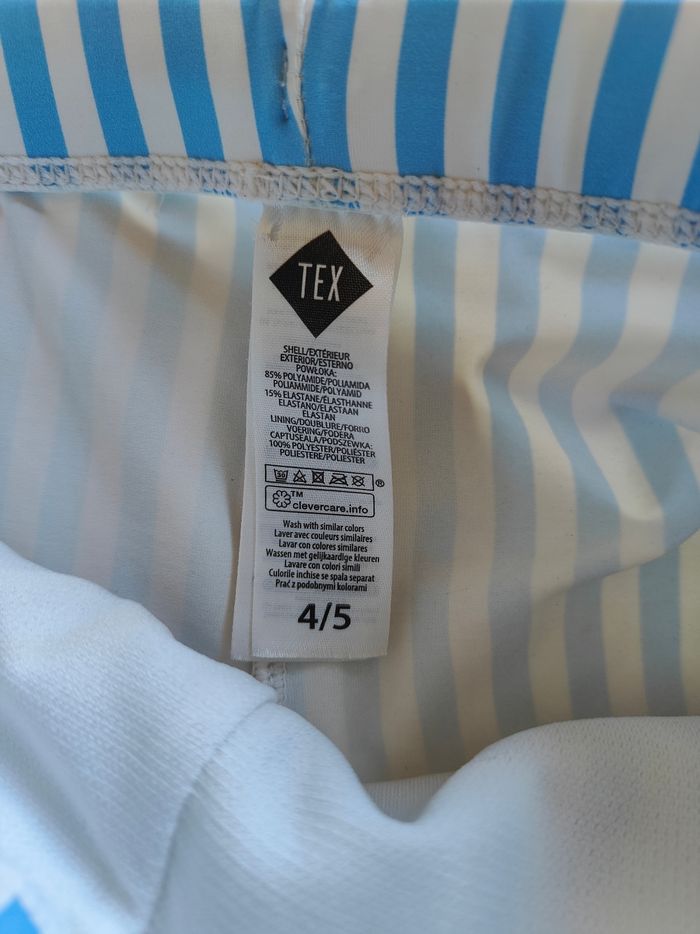 TEX
SHELL/EXTÉRIEUR
EXTERIOR/ESTERNO
POWŁOKA:
85% POLYAMIDE/POLIAMIDA
POLIAMMIDE/POLYAMID
15% ELASTANE/ÉLASTHANNE
ELASTANO/ELASTAAN
ELASTAN
LINING/DOUBLURE/FORRO
VOERING/FODERA
CAPTUSEALA/PODSZEWKA:
100% POLYESTER/POLIÉSTER
POLIESTERE/POLIESTER
30 ®
TM
clevercare.info
Wash with similar colors
Laver avec couleurs similaires
Lavar con colores similares
Wassen met gelijkaardige kleuren
Lavare con colori simili
Culorile inchise se spala separat
Prać z podobnymi kolorami
4/5